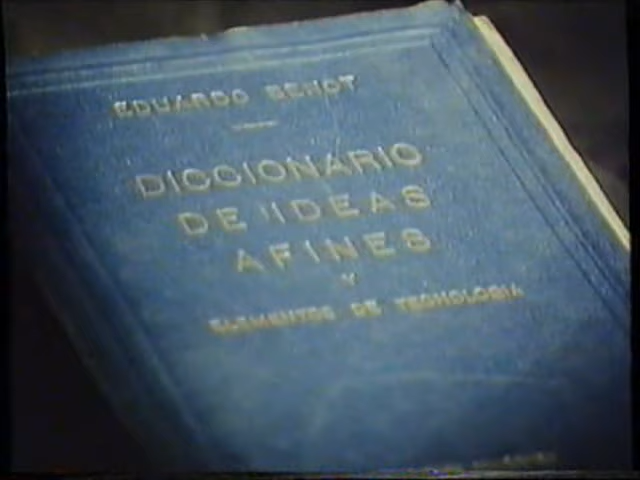 EDUARDO BENOT
DICCIONARIO
DE IDEAS
AFINES
Y
ELEMENTOS DE TECNOLOGIA